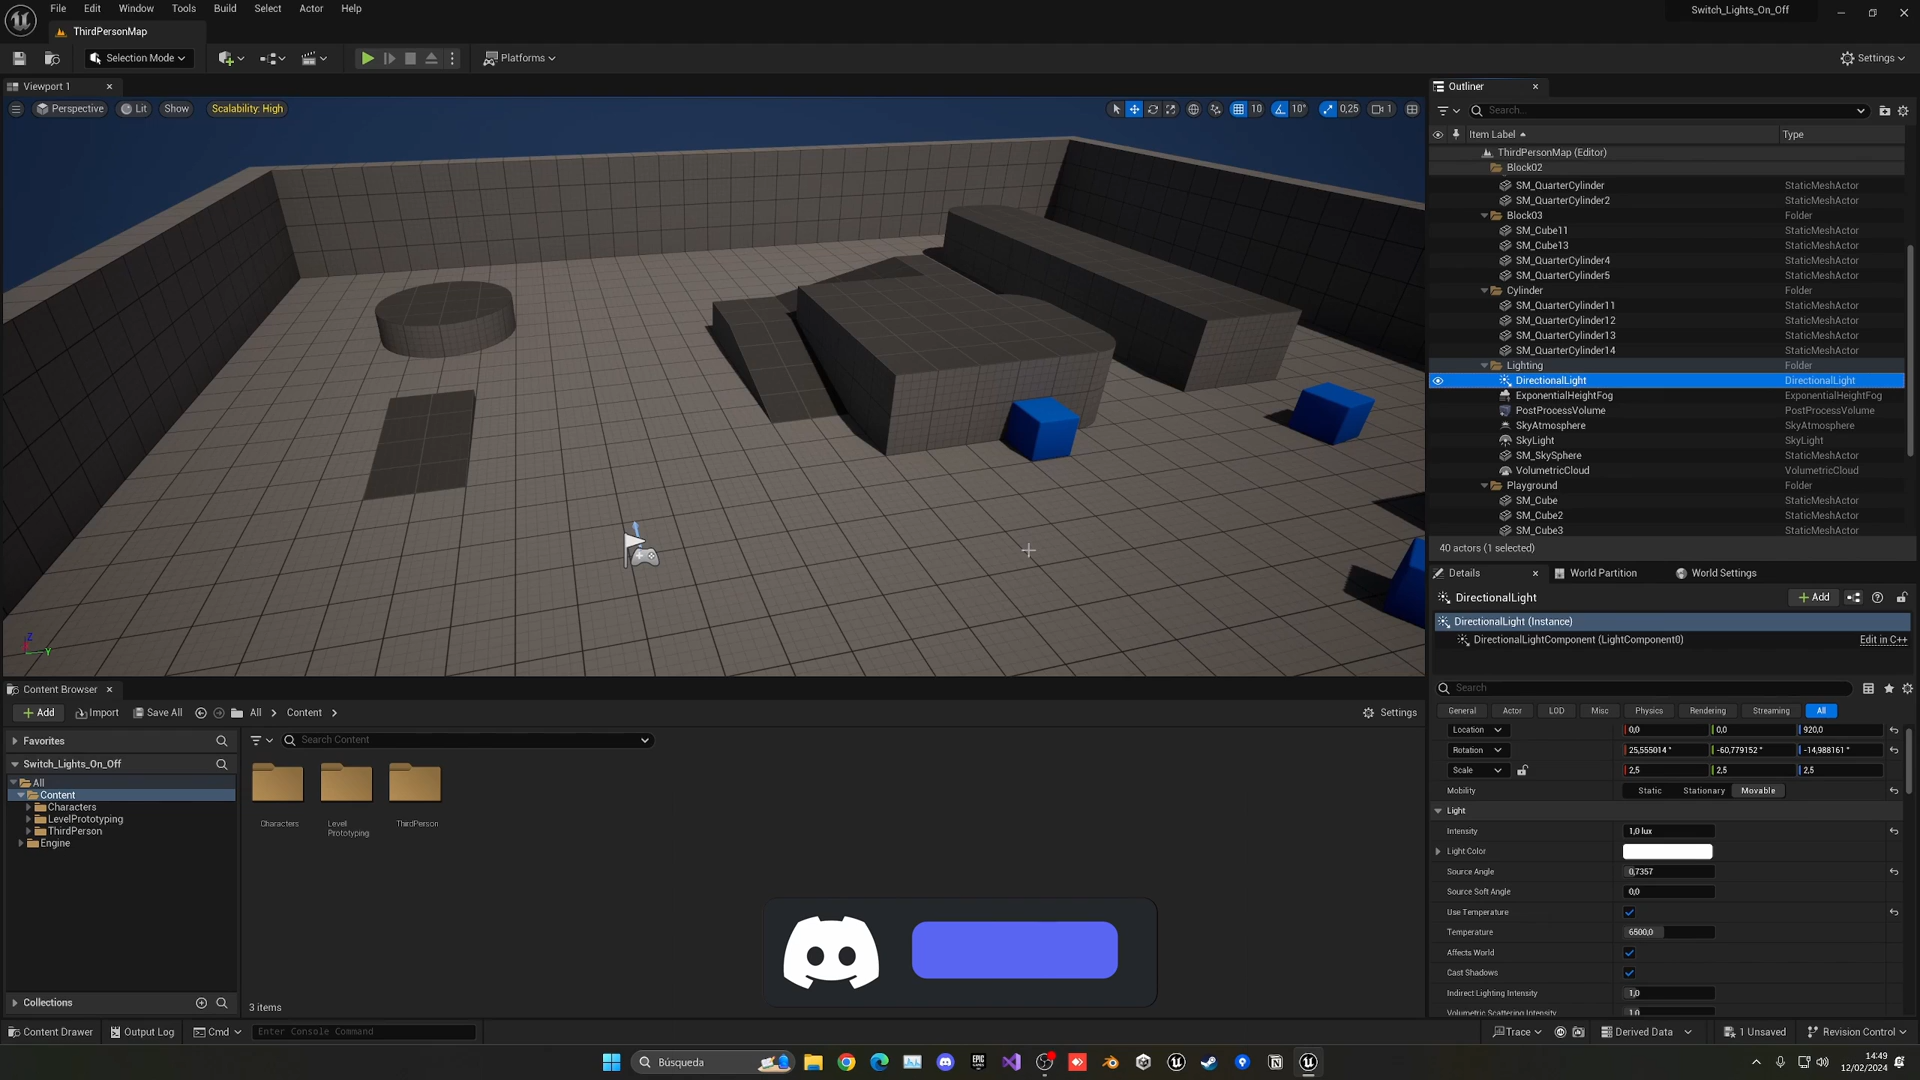 File Edit Window Tools Build Select Actor Help
Switch_Lights_On_Off
ThirdPersonMap
Selection Mode
Platforms
Settings
Viewport 1
Perspective Lit Show Scalability: High
10 10° 0,25 1
Outliner
Search...
Item Label Type
ThirdPersonMap (Editor)
Block02
SM_QuarterCylinder StaticMeshActor
SM_QuarterCylinder2 StaticMeshActor
Block03 Folder
SM_Cube11 StaticMeshActor
SM_Cube13 StaticMeshActor
SM_QuarterCylinder4 StaticMeshActor
SM_QuarterCylinder5 StaticMeshActor
Cylinder Folder
SM_QuarterCylinder11 StaticMeshActor
SM_QuarterCylinder12 StaticMeshActor
SM_QuarterCylinder13 StaticMeshActor
SM_QuarterCylinder14 StaticMeshActor
Lighting Folder
DirectionalLight DirectionalLight
ExponentialHeightFog ExponentialHeightFog
PostProcessVolume PostProcessVolume
SkyAtmosphere SkyAtmosphere
SkyLight SkyLight
SM_SkySphere StaticMeshActor
VolumetricCloud VolumetricCloud
Playground Folder
SM_Cube StaticMeshActor
SM_Cube2 StaticMeshActor
SM_Cube3 StaticMeshActor
40 actors (1 selected)
Details World Partition World Settings
DirectionalLight Add
DirectionalLight (Instance)
DirectionalLightComponent (LightComponent0) Edit in C++
Search
General Actor LOD Misc Physics Rendering Streaming All
Location 0,0 0,0 920,0
Rotation 25,555014 ° -60,779152 ° -14,988161 °
Scale 2,5 2,5 2,5
Mobility Static Stationary Movable
Light
Intensity 1,0 lux
Light Color
Source Angle 0,7357
Source Soft Angle 0,0
Use Temperature
Temperature 6500,0
Affects World
Cast Shadows
Indirect Lighting Intensity 1,0
Volumetric Scattering Intensity 1,0
Z
Y
Content Browser
Add Import Save All All Content Settings
Favorites
Search Content
Switch_Lights_On_Off
All
Content
Characters
LevelPrototyping
ThirdPerson
Engine
Characters
Level
Prototyping
ThirdPerson
Collections
3 items
Content Drawer Output Log Cmd Enter Console Command
Trace Derived Data 1 Unsaved Revision Control
Búsqueda
EPIC
GAMES
14:49
12/02/2024